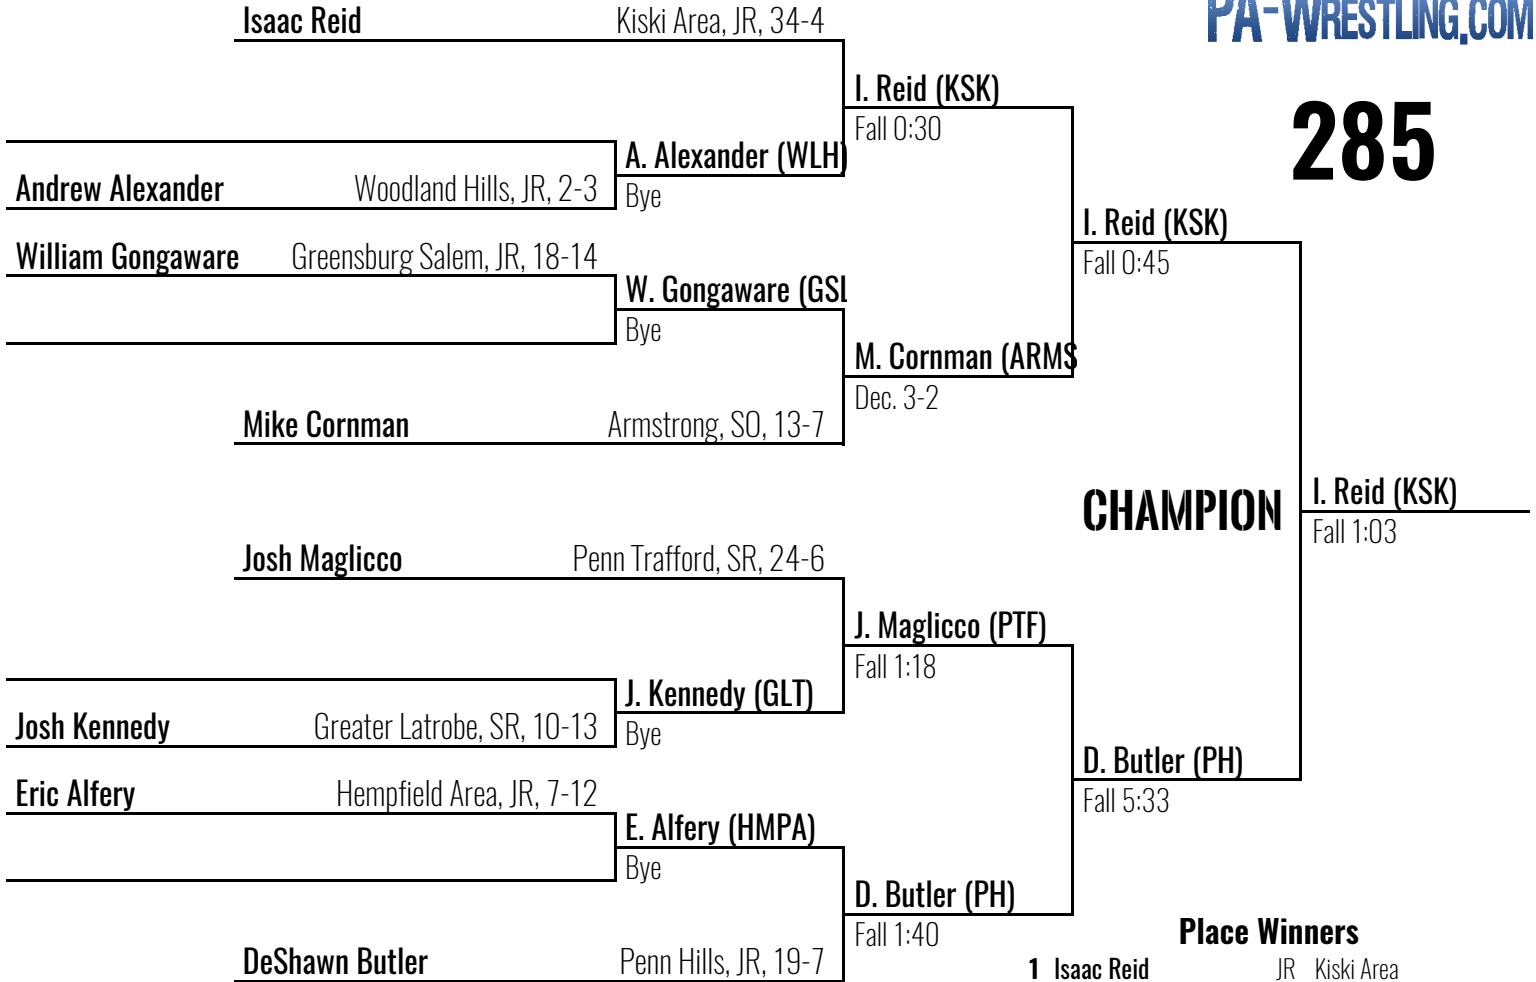 PA-WRESTLING.COM
285
Isaac Reid Kiski Area, JR, 34-4
I. Reid (KSK)
Fall 0:30
A. Alexander (WLH)
Bye
Andrew Alexander Woodland Hills, JR, 2-3
I. Reid (KSK)
Fall 0:45
William Gongaware Greensburg Salem, JR, 18-14
W. Gongaware (GSL
Bye
M. Cornman (ARMS
Dec. 3-2
Mike Cornman Armstrong, SO, 13-7
CHAMPION
I. Reid (KSK)
Fall 1:03
Josh Maglicco Penn Trafford, SR, 24-6
J. Maglicco (PTF)
Fall 1:18
J. Kennedy (GLT)
Bye
Josh Kennedy Greater Latrobe, SR, 10-13
D. Butler (PH)
Fall 5:33
Eric Alfery Hempfield Area, JR, 7-12
E. Alfery (HMPA)
Bye
D. Butler (PH)
Fall 1:40
DeShawn Butler Penn Hills, JR, 19-7
Place Winners
1 Isaac Reid JR Kiski Area